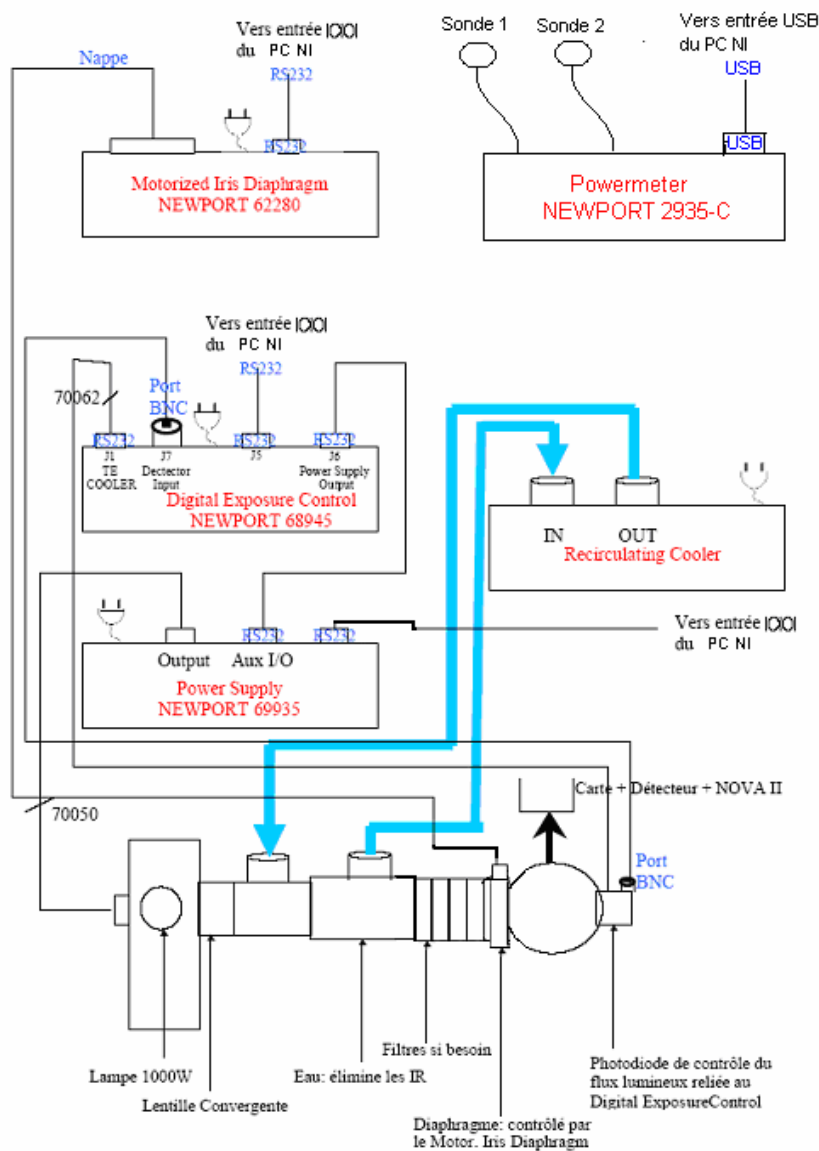 Vers entrée IOIOI
du PC NI
RS232
Nappe
RS232
Motorized Iris Diaphragm
NEWPORT 62280
Sonde 1
Sonde 2
Vers entrée USB
du PC NI
USB
USB
Powermeter
NEWPORT 2935-C
Vers entrée IOIOI
du PC NI
RS232
70062
Port
BNC
RS232
RS232
RS232
J1
TE
COOLER
J7
Dectector
Input
J5
J6
Power Supply
Output
Digital Exposure Control
NEWPORT 68945
IN
OUT
Recirculating Cooler
RS232
RS232
Output
Aux I/O
Power Supply
NEWPORT 69935
Vers entrée IOIOI
du PC NI
70050
Carte + Détecteur + NOVA II
Port
BNC
Lampe 1000W
Lentille Convergente
Eau: élimine les IR
Filtres si besoin
Diaphragme: contrôlé par
le Motor. Iris Diaphragm
Photodiode de contrôle du
flux lumineux reliée au
Digital ExposureControl